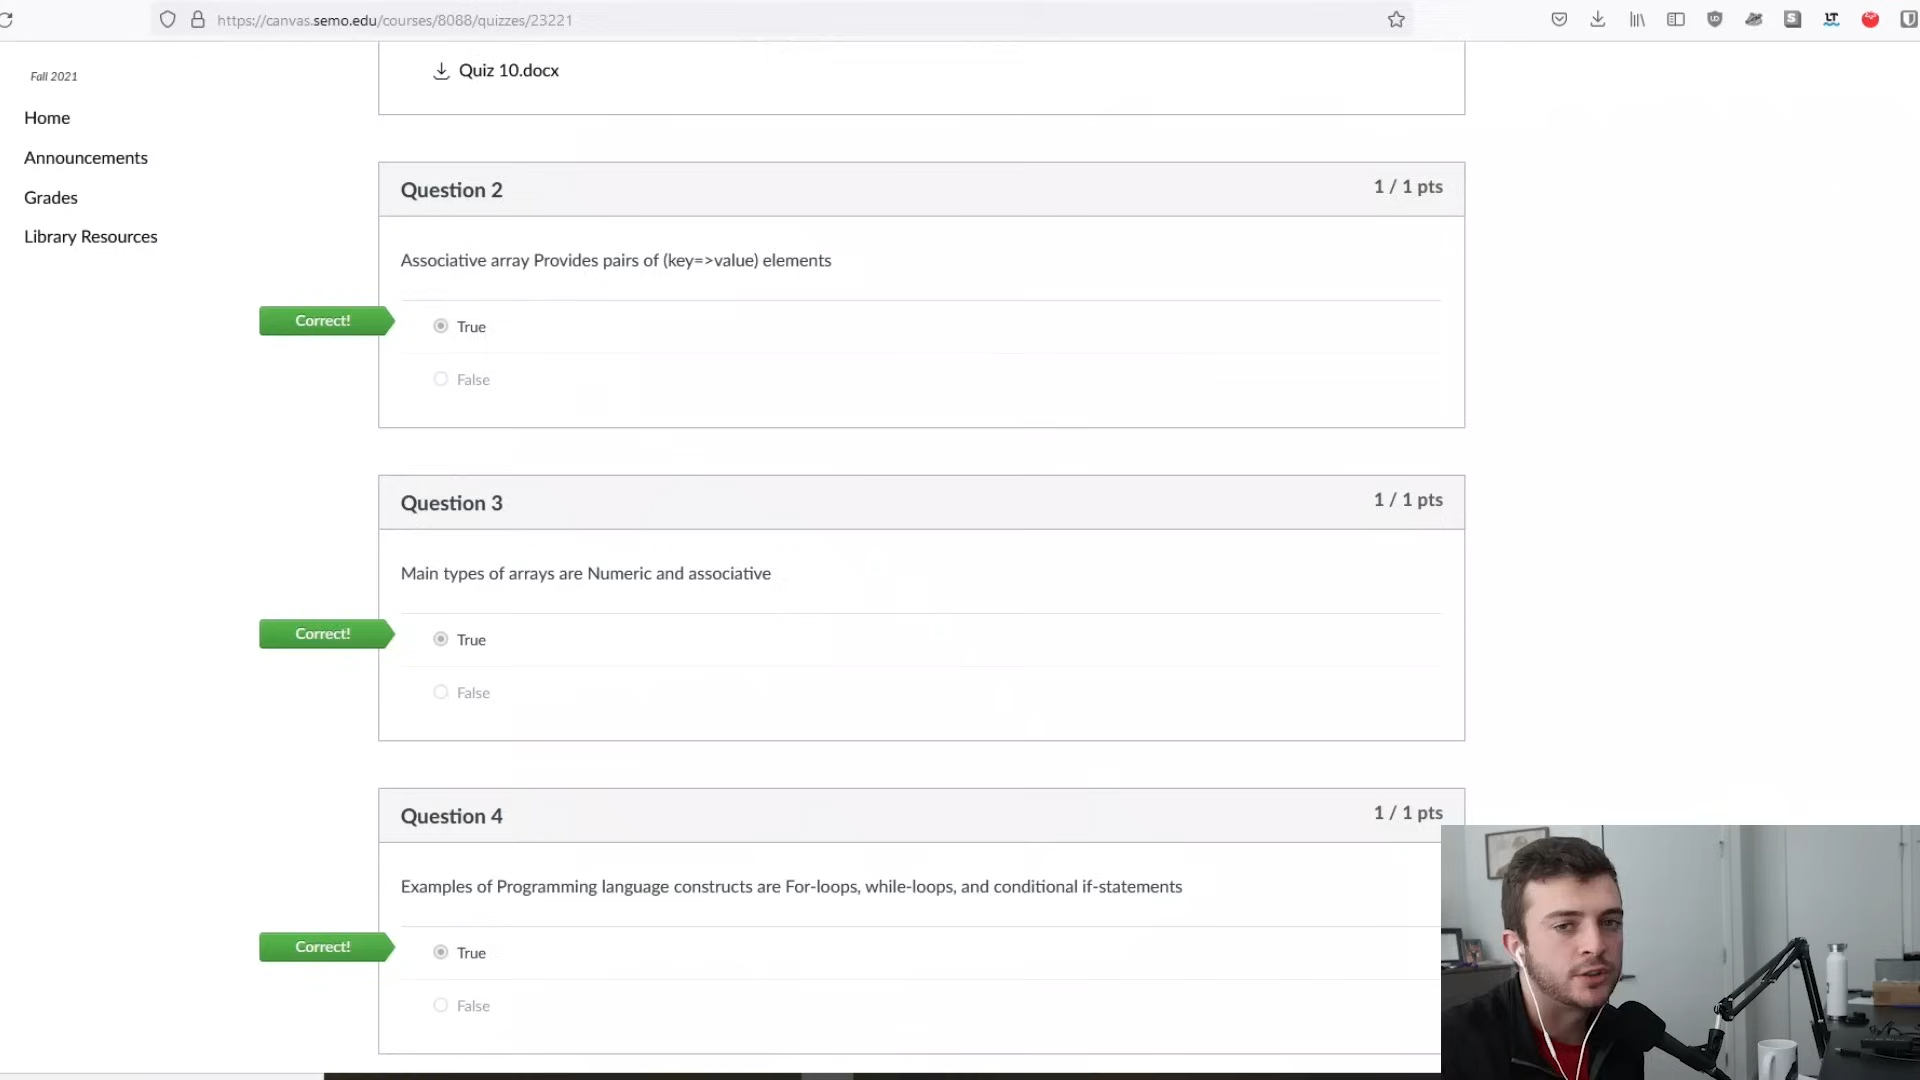 https://canvas.semo.edu/courses/8088/quizzes/23221
Fall 2021
Home
Announcements
Grades
Library Resources
Quiz 10.docx
Question 2
1 / 1 pts
Associative array Provides pairs of (key=>value) elements
Correct!
True
False
Question 3
1 / 1 pts
Main types of arrays are Numeric and associative
Correct!
True
False
Question 4
1 / 1 pts
Examples of Programming language constructs are For-loops, while-loops, and conditional if-statements
Correct!
True
False
S
LT